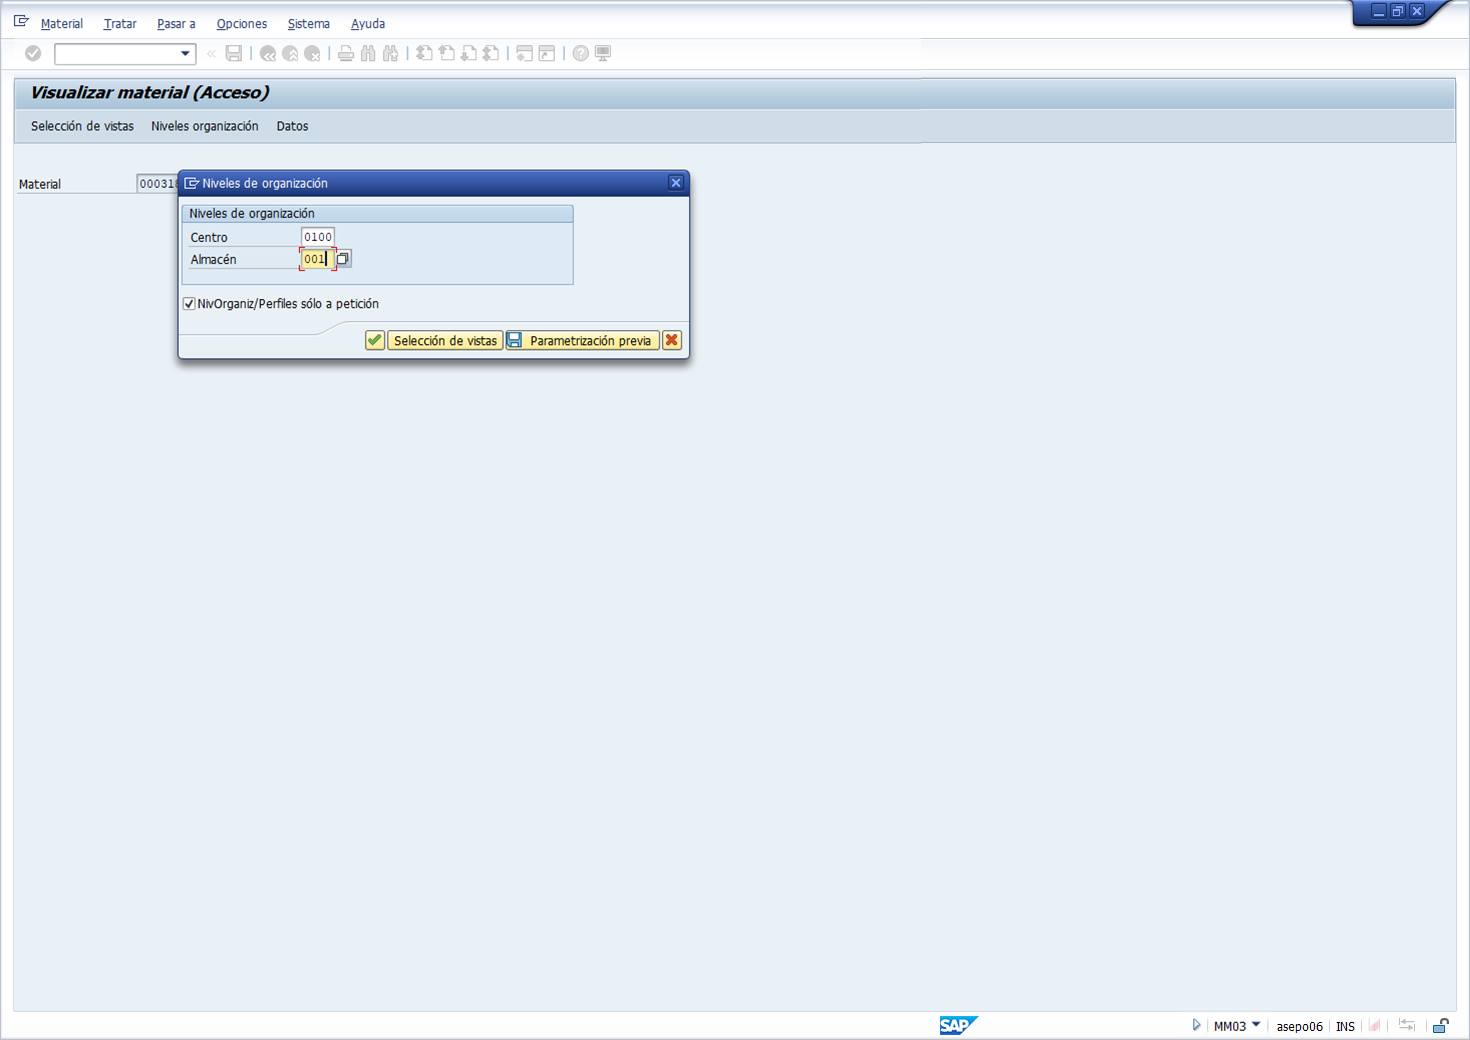 Material Tratar Pasar a Opciones Sistema Ayuda
Visualizar material (Acceso)
Selección de vistas Niveles organización Datos
Material 00031
Niveles de organización
Niveles de organización
Centro 0100
Almacén 001
NivOrganiz/Perfiles sólo a petición
Selección de vistas Parametrización previa
SAP MM03 asepo06 INS